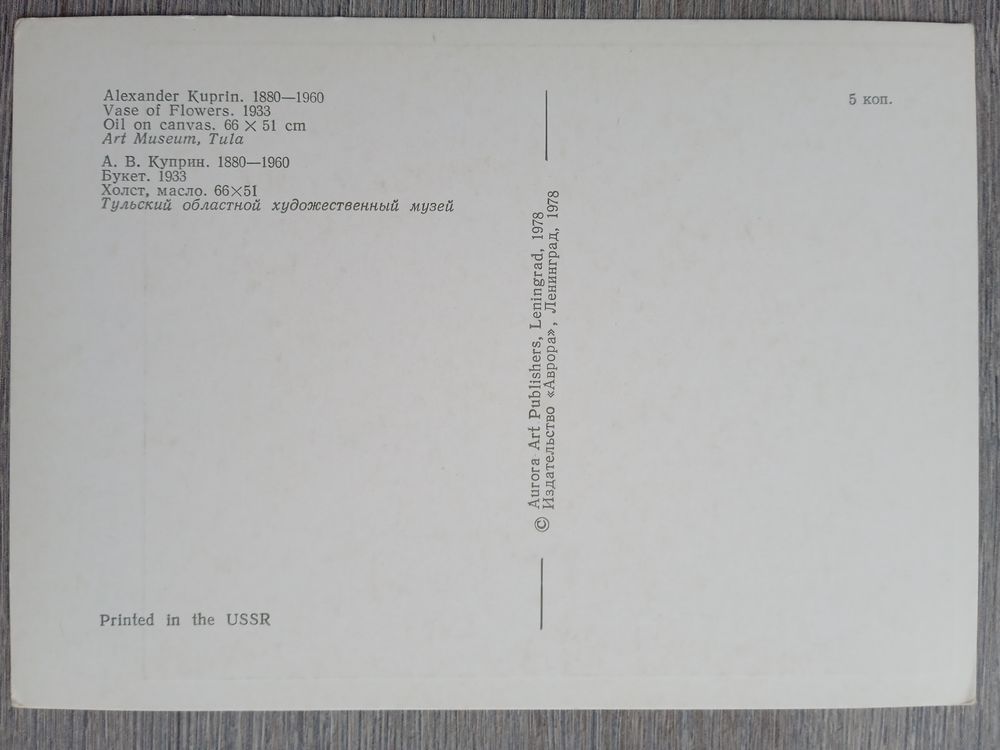 Alexander Kuprin. 1880—1960
Vase of Flowers. 1933
Oil on canvas. 66 × 51 cm
Art Museum, Tula
А. В. Куприн. 1880—1960
Букет. 1933
Холст, масло. 66×51
Тульский областной художественный музей
Printed in the USSR
© Aurora Art Publishers, Leningrad, 1978
Издательство «Аврора», Ленинград, 1978
5 коп.